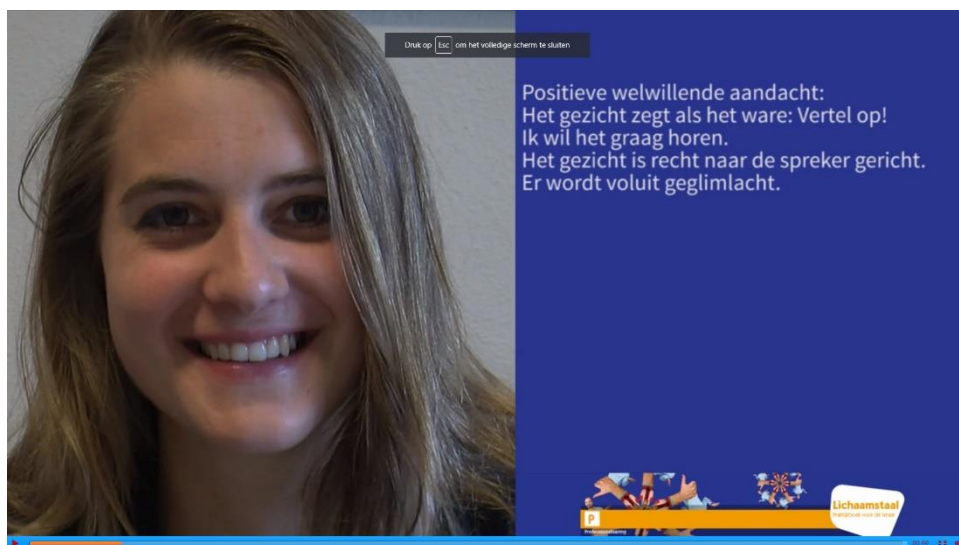 Druk op Esc om het volledige scherm te sluiten
Positieve welwillende aandacht:
Het gezicht zegt als het ware: Vertel op!
Ik wil het graag horen.
Het gezicht is recht naar de spreker gericht.
Er wordt voluit geglimlacht.
Lichaamstaal
P